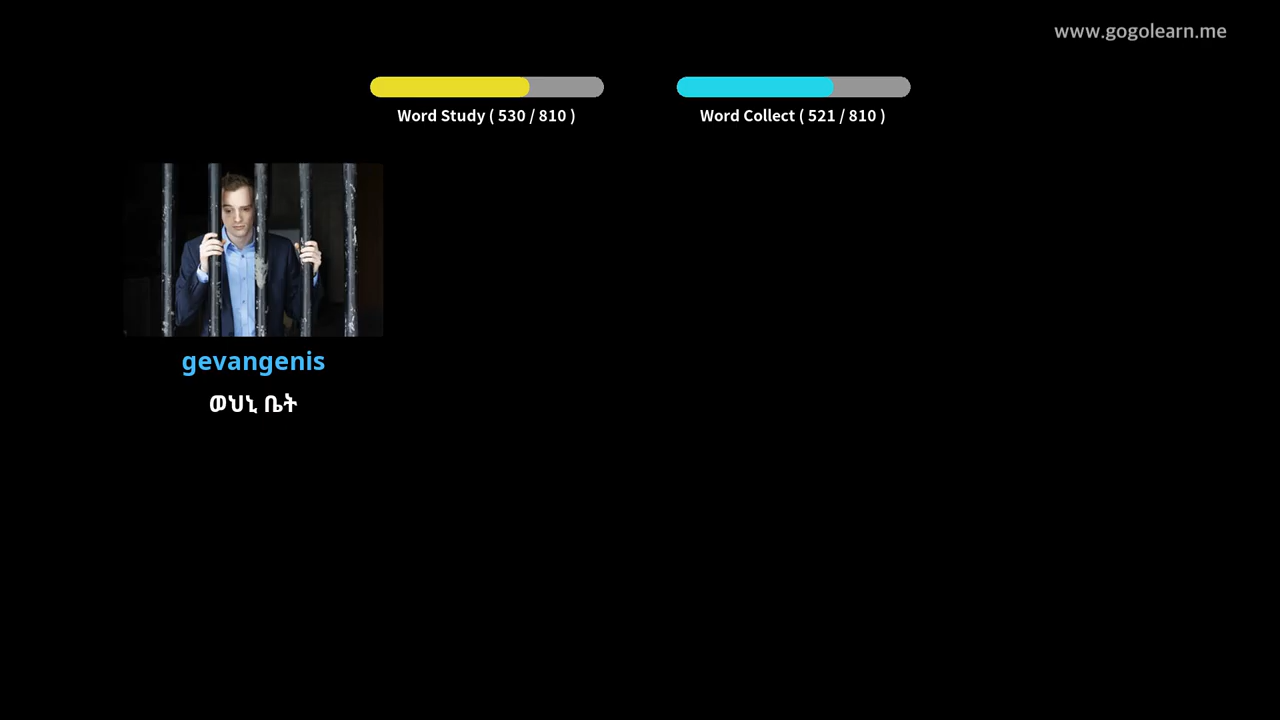 www.gogolearn.me
Word Study ( 530 / 810 )
Word Collect ( 521 / 810 )
gevangenis
ወህኒ ቤት